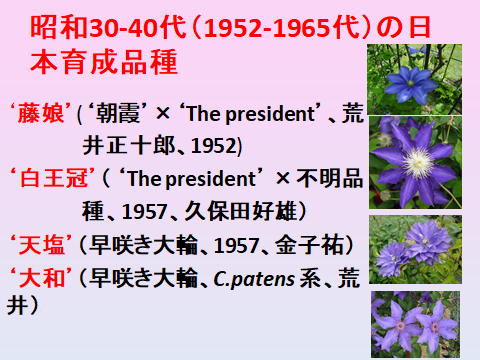 昭和30-40代（1952-1965代）の日
本育成品種
‘藤娘’（‘朝霞’×‘The president’、荒
井正十郎、1952)
‘白王冠’（‘The president’×不明品
種、1957、久保田好雄）
‘天塩’（早咲き大輪、1957、金子祐）
‘大和’（早咲き大輪、C.patens 系、荒
井）